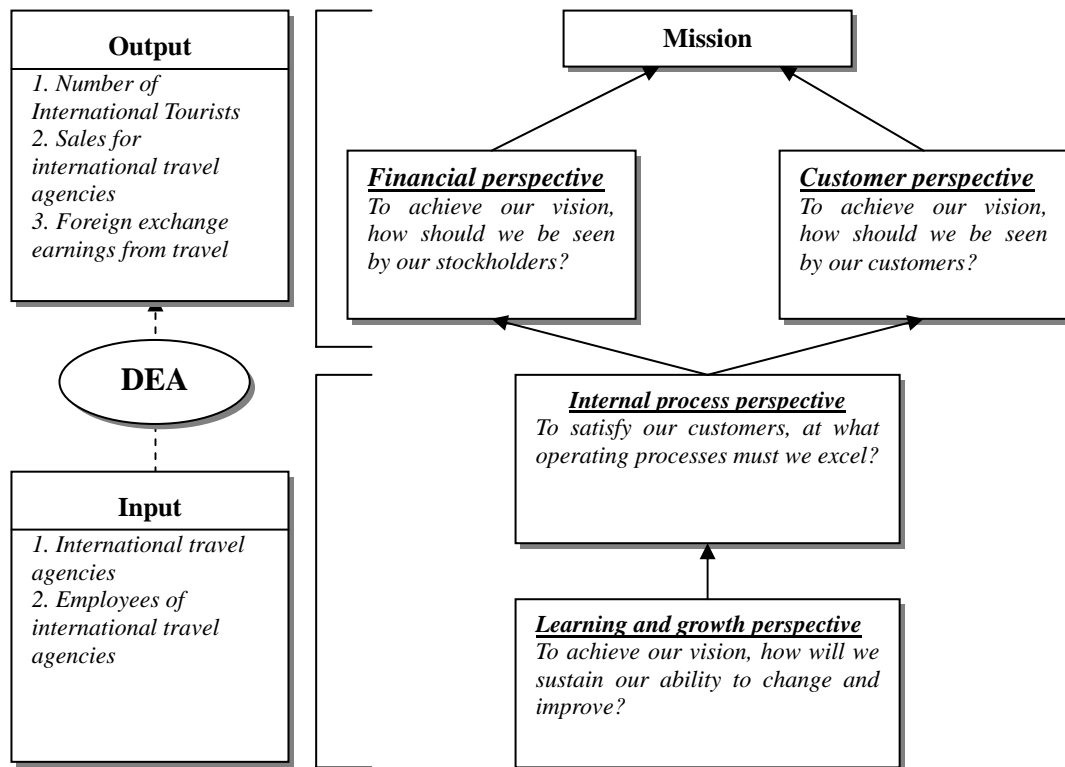 Output
1. Number of
International Tourists
2. Sales for
international travel
agencies
3. Foreign exchange
earnings from travel
DEA
Input
1. International travel
agencies
2. Employees of
international travel
agencies
Mission
Financial perspective
To achieve our vision,
how should we be seen
by our stockholders?
Customer perspective
To achieve our vision,
how should we be seen
by our customers?
Internal process perspective
To satisfy our customers, at what
operating processes must we excel?
Learning and growth perspective
To achieve our vision, how will we
sustain our ability to change and
improve?